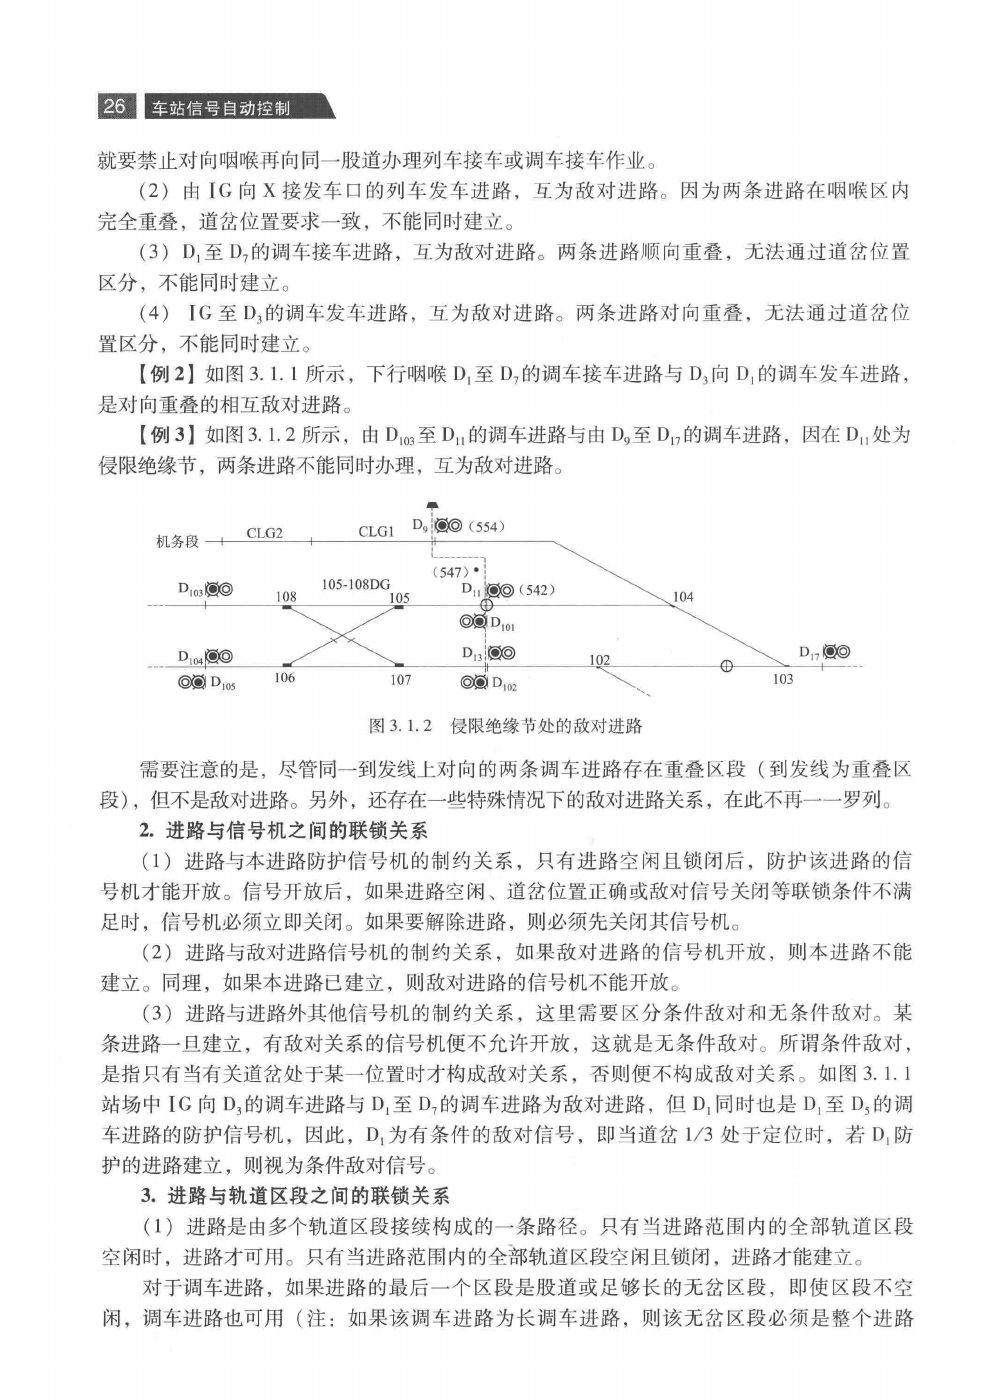 26 车站信号自动控制
就要禁止对向咽喉再向同一股道办理列车接车或调车接车作业。
（2）由ⅠG向X接发车口的列车发车进路，互为敌对进路。因为两条进路在咽喉区内
完全重叠，道岔位置要求一致，不能同时建立。
（3）D₁至D₇的调车接车进路，互为敌对进路。两条进路顺向重叠，无法通过道岔位置
区分，不能同时建立。
（4）ⅠG至D₃的调车发车进路，互为敌对进路。两条进路对向重叠，无法通过道岔位
置区分，不能同时建立。
【例2】如图3.1.1所示，下行咽喉D₁至D₇的调车接车进路与D₃向D₁的调车发车进路，
是对向重叠的相互敌对进路。
【例3】如图3.1.2所示，由D₁₀₃至D₁₁的调车进路与由D₉至D₁₇的调车进路，因在D₁₁处为
侵限绝缘节，两条进路不能同时办理，互为敌对进路。
机务段 CLG2 CLG1 D₉ （554）
（547）
D₁₀₃ 108 105-108DG 105 D₁₁ （542） 104
D₁₀₁
D₁₀₄ D₁₃ 102 D₁₇
D₁₀₅ 106 107 D₁₀₂ 103
图3.1.2 侵限绝缘节处的敌对进路
需要注意的是，尽管同一到发线上对向的两条调车进路存在重叠区段（到发线为重叠区
段），但不是敌对进路。另外，还存在一些特殊情况下的敌对进路关系，在此不再一一罗列。
2. 进路与信号机之间的联锁关系
（1）进路与本进路防护信号机的制约关系，只有进路空闲且锁闭后，防护该进路的信
号机才能开放。信号开放后，如果进路空闲、道岔位置正确或敌对信号关闭等联锁条件不满
足时，信号机必须立即关闭。如果要解除进路，则必须先关闭其信号机。
（2）进路与敌对进路信号机的制约关系，如果敌对进路的信号机开放，则本进路不能
建立。同理，如果本进路已建立，则敌对进路的信号机不能开放。
（3）进路与进路外其他信号机的制约关系，这里需要区分条件敌对和无条件敌对。某
条进路一旦建立，有敌对关系的信号机便不允许开放，这就是无条件敌对。所谓条件敌对，
是指只有当有关道岔处于某一位置时才构成敌对关系，否则便不构成敌对关系。如图3.1.1
站场中ⅠG向D₃的调车进路与D₁至D₇的调车进路为敌对进路，但D₁同时也是D₁至D₅的调
车进路的防护信号机，因此，D₁为有条件的敌对信号，即当道岔1/3处于定位时，若D₁防
护的进路建立，则视为条件敌对信号。
3. 进路与轨道区段之间的联锁关系
（1）进路是由多个轨道区段接续构成的一条路径。只有当进路范围内的全部轨道区段
空闲时，进路才可用。只有当进路范围内的全部轨道区段空闲且锁闭，进路才能建立。
对于调车进路，如果进路的最后一个区段是股道或足够长的无岔区段，即使区段不空
闲，调车进路也可用（注：如果该调车进路为长调车进路，则该无岔区段必须是整个进路